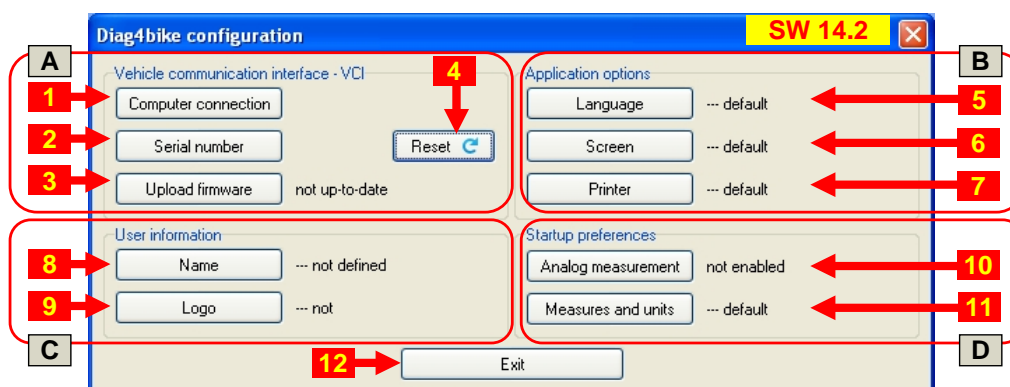 Diag4bike configuration
SW 14.2
A
B
Vehicle communication interface - VCI
4
Application options
1
Computer connection
Language
--- default
5
2
Serial number
Reset
Screen
--- default
6
3
Upload firmware
not up-to-date
Printer
--- default
7
User information
Startup preferences
8
Name
--- not defined
Analog measurement
not enabled
10
9
Logo
--- not
Measures and units
--- default
11
C
D
12
Exit